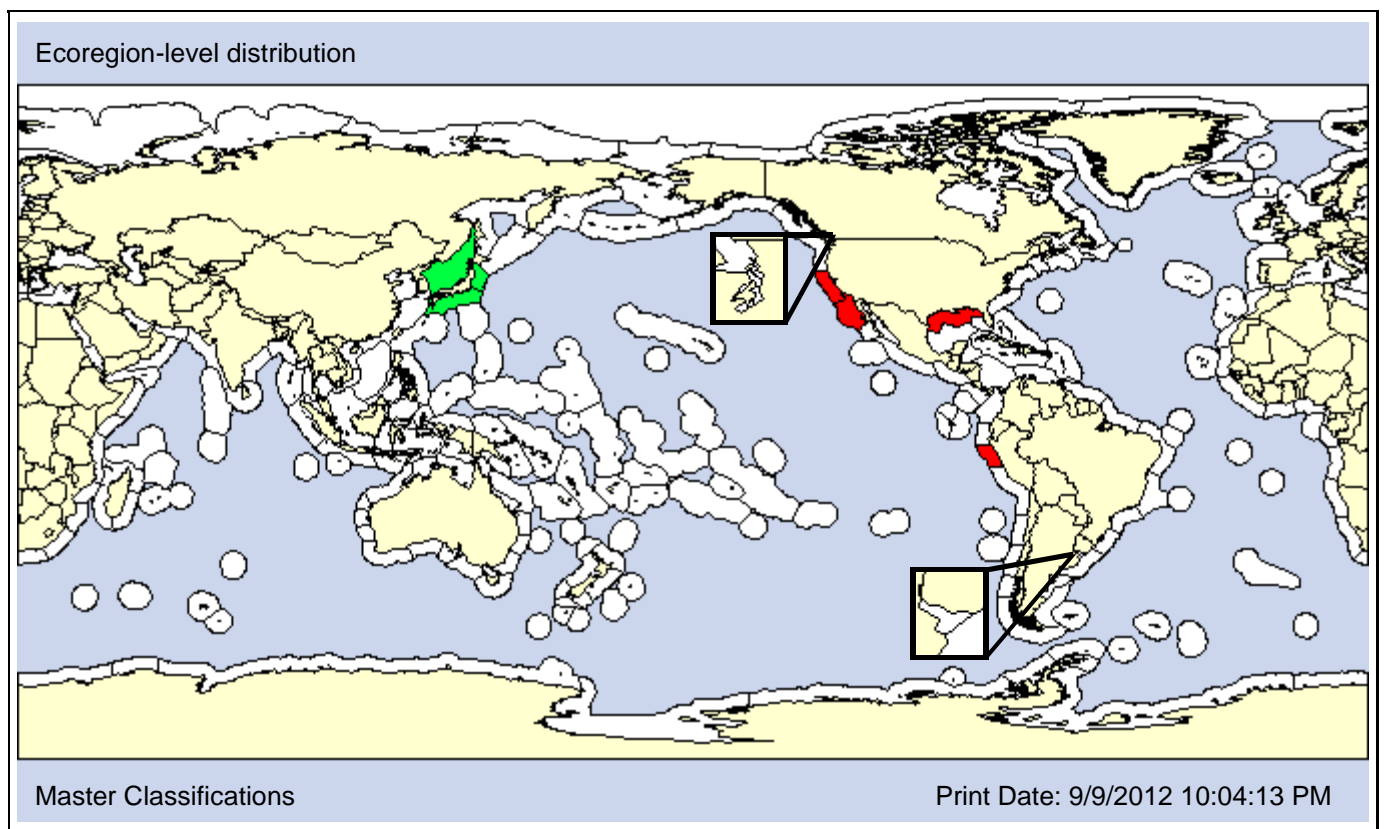 Ecoregion-level distribution
Master Classifications
Print Date: 9/9/2012 10:04:13 PM